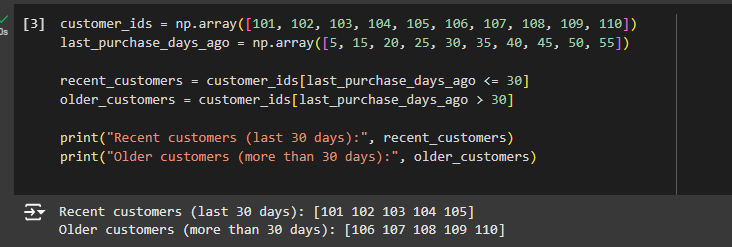 [3] customer_ids = np.array([101, 102, 103, 104, 105, 106, 107, 108, 109, 110])
last_purchase_days_ago = np.array([5, 15, 20, 25, 30, 35, 40, 45, 50, 55])
recent_customers = customer_ids[last_purchase_days_ago <= 30]
older_customers = customer_ids[last_purchase_days_ago > 30]
print("Recent customers (last 30 days):", recent_customers)
print("Older customers (more than 30 days):", older_customers)
Recent customers (last 30 days): [101 102 103 104 105]
Older customers (more than 30 days): [106 107 108 109 110]